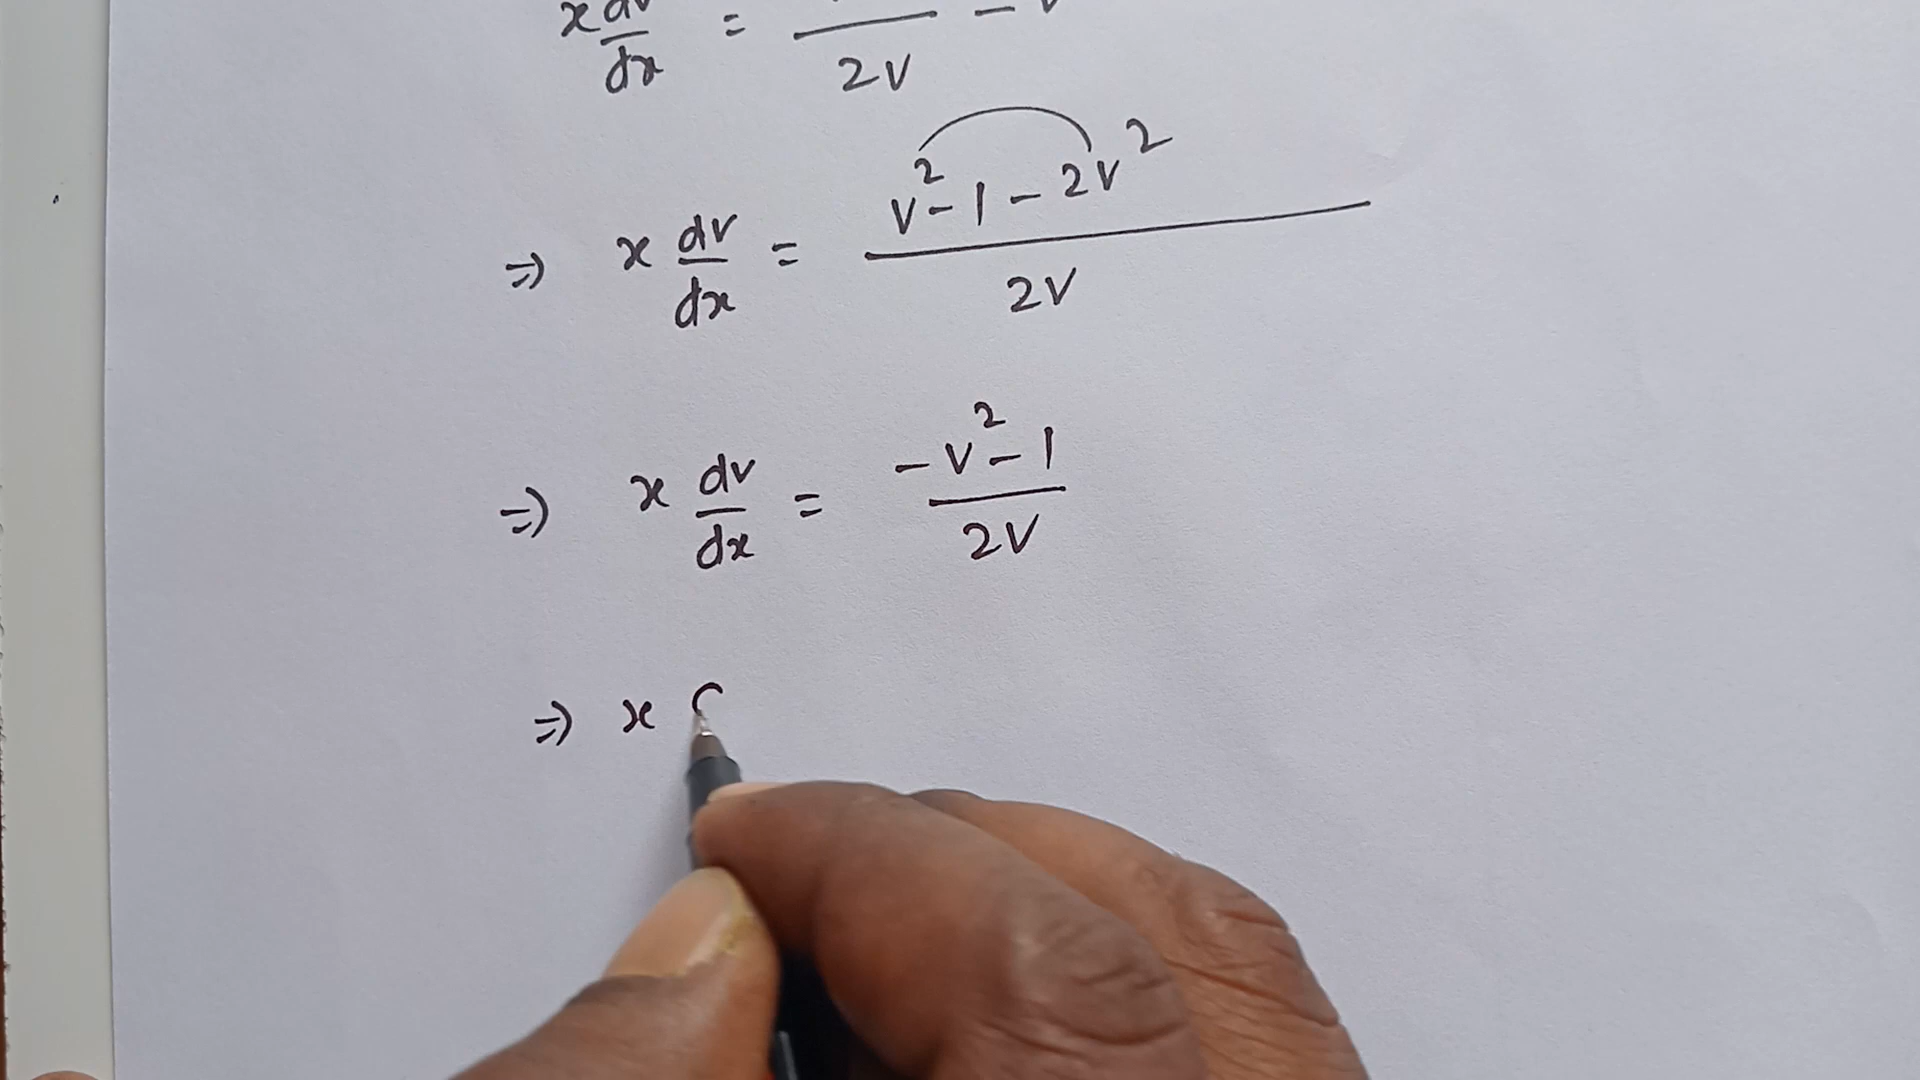 x dv/dx = /2v - v
⇒ x dv/dx = v² - 1 - 2v² / 2v
⇒ x dv/dx = -v² - 1 / 2v
⇒ x